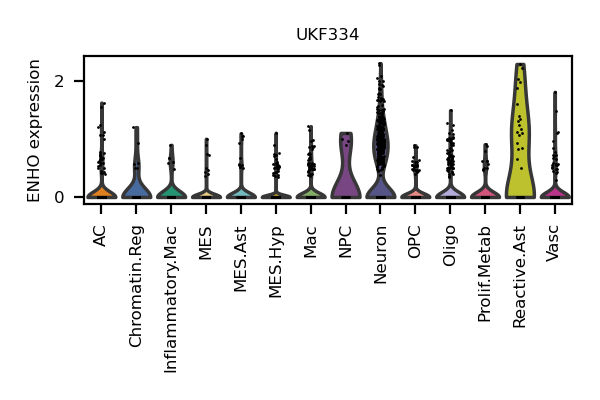 UKF334
ENHO expression
2
0
AC
Chromatin.Reg
Inflammatory.Mac
MES
MES.Ast
MES.Hyp
Mac
NPC
Neuron
OPC
Oligo
Prolif.Metab
Reactive.Ast
Vasc